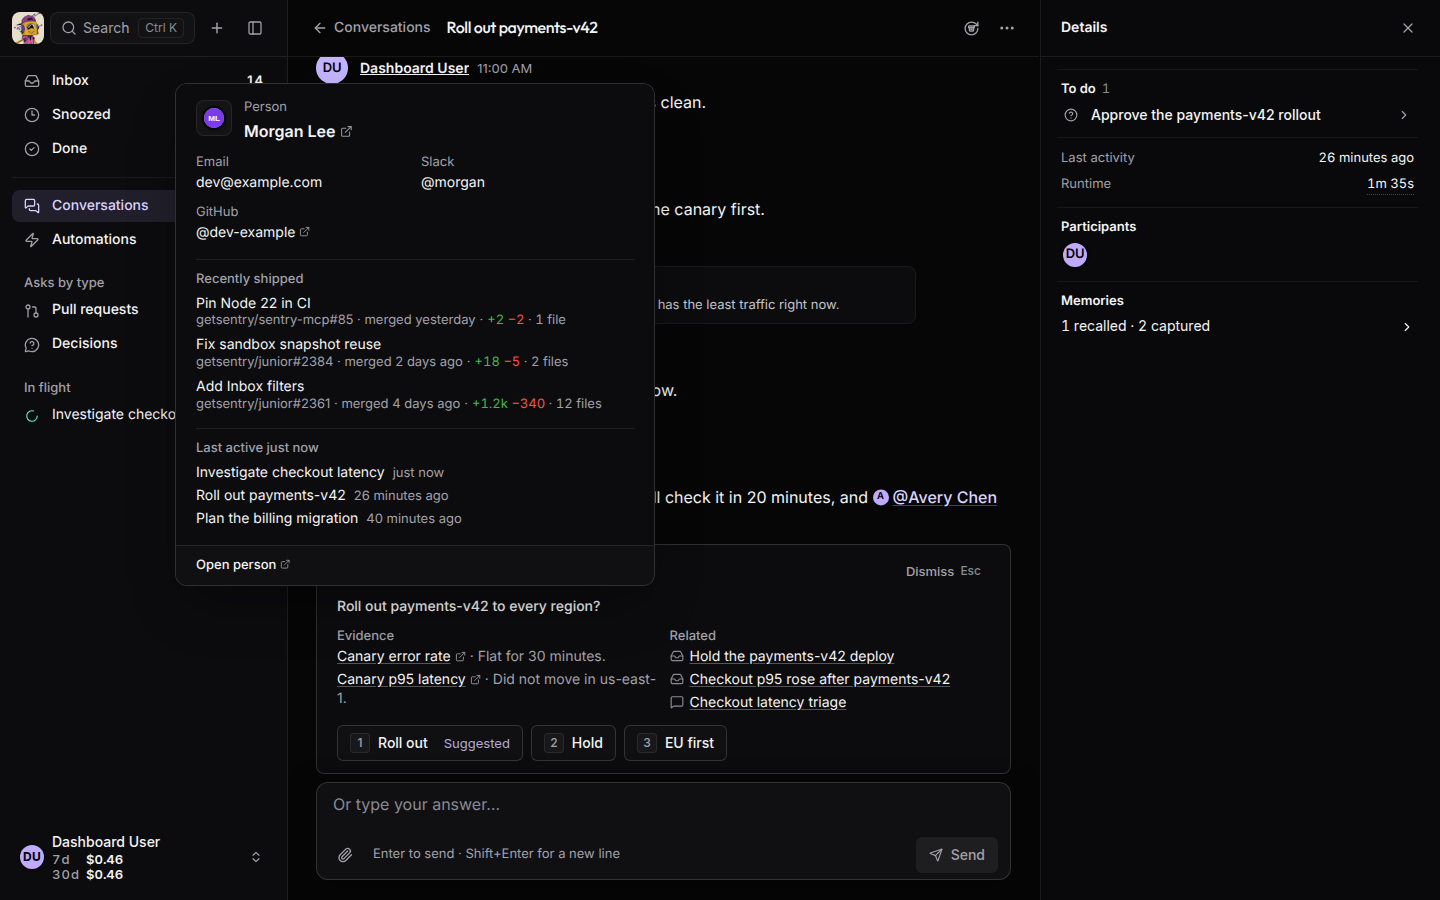 Search
Ctrl K
Inbox
14
Snoozed
Done
Conversations
Automations
Asks by type
Pull requests
Decisions
In flight
Investigate checko
DU
Dashboard User
7d $0.46
30d $0.46
Conversations
Roll out payments-v42
DU
Dashboard User 11:00 AM
clean.
e canary first.
has the least traffic right now.
ow.
ll check it in 20 minutes, and A @Avery Chen
ML
Person
Morgan Lee
Email
dev@example.com
Slack
@morgan
GitHub
@dev-example
Recently shipped
Pin Node 22 in CI
getsentry/sentry-mcp#85 · merged yesterday · +2 −2 · 1 file
Fix sandbox snapshot reuse
getsentry/junior#2384 · merged 2 days ago · +18 −5 · 2 files
Add Inbox filters
getsentry/junior#2361 · merged 4 days ago · +1.2k −340 · 12 files
Last active just now
Investigate checkout latency just now
Roll out payments-v42 26 minutes ago
Plan the billing migration 40 minutes ago
Open person
Dismiss Esc
Roll out payments-v42 to every region?
Evidence
Canary error rate · Flat for 30 minutes.
Canary p95 latency · Did not move in us-east-
1.
Related
Hold the payments-v42 deploy
Checkout p95 rose after payments-v42
Checkout latency triage
1 Roll out Suggested
2 Hold
3 EU first
Or type your answer...
Enter to send · Shift+Enter for a new line
Send
Details
To do 1
Approve the payments-v42 rollout
Last activity
26 minutes ago
Runtime
1m 35s
Participants
DU
Memories
1 recalled · 2 captured